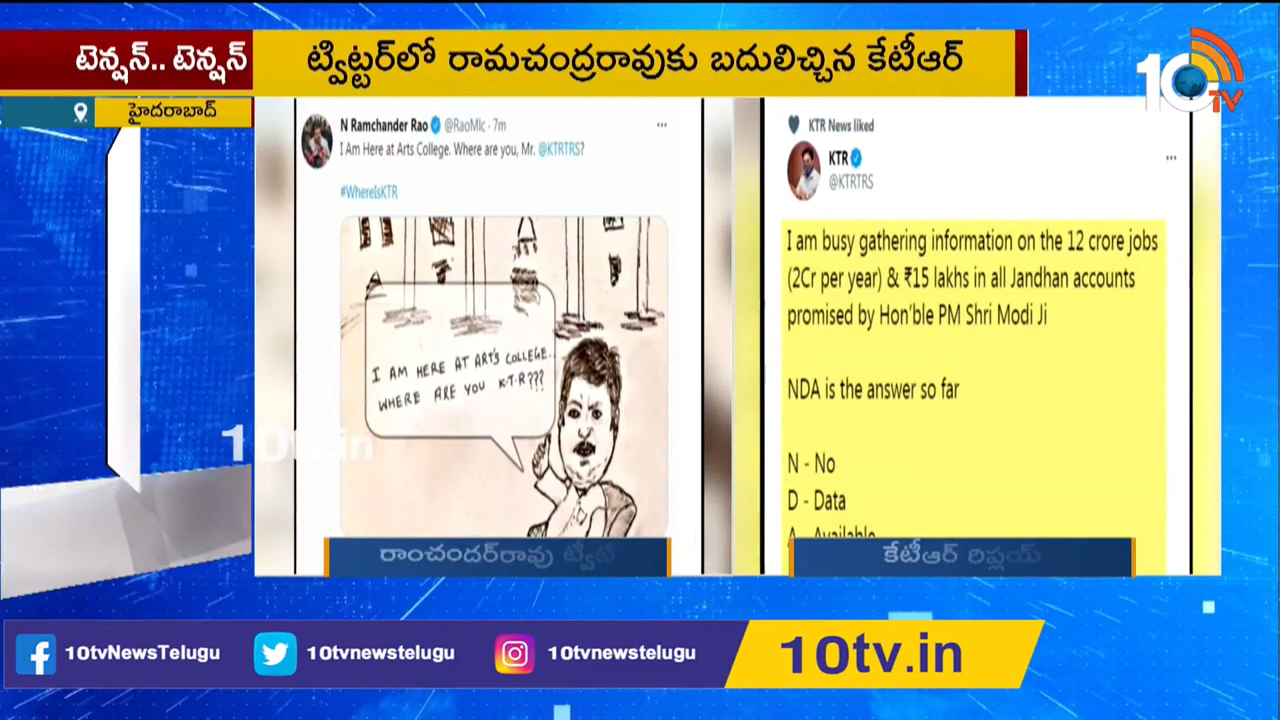 టెన్షన్.. టెన్షన్
ట్విట్టర్‌లో రామచంద్రరావుకు బదులిచ్చిన కేటీఆర్
10TV
హైదరాబాద్
N Ramchander Rao @RaoMlc · 7m
I Am Here at Arts College. Where are you, Mr. @KTRTRS?
#WhereIsKTR
I AM HERE AT ART'S COLLEGE..
WHERE ARE YOU K.T.R???
రాంచందర్‌రావు ట్వీట్
KTR News liked
KTR
@KTRTRS
I am busy gathering information on the 12 crore jobs
(2Cr per year) & ₹15 lakhs in all Jandhan accounts
promised by Hon'ble PM Shri Modi Ji
NDA is the answer so far
N - No
D - Data
A - Available
కేటీఆర్ రిప్లయ్
10tv.in
10tvNewsTelugu
10tvnewstelugu
10tvnewstelugu
10tv.in